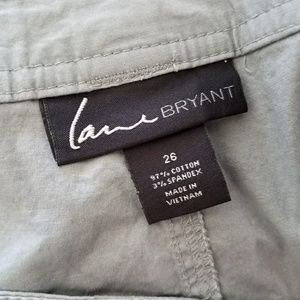 Lane BRYANT
26
97% COTTON
3% SPANDEX
MADE IN
VIETNAM